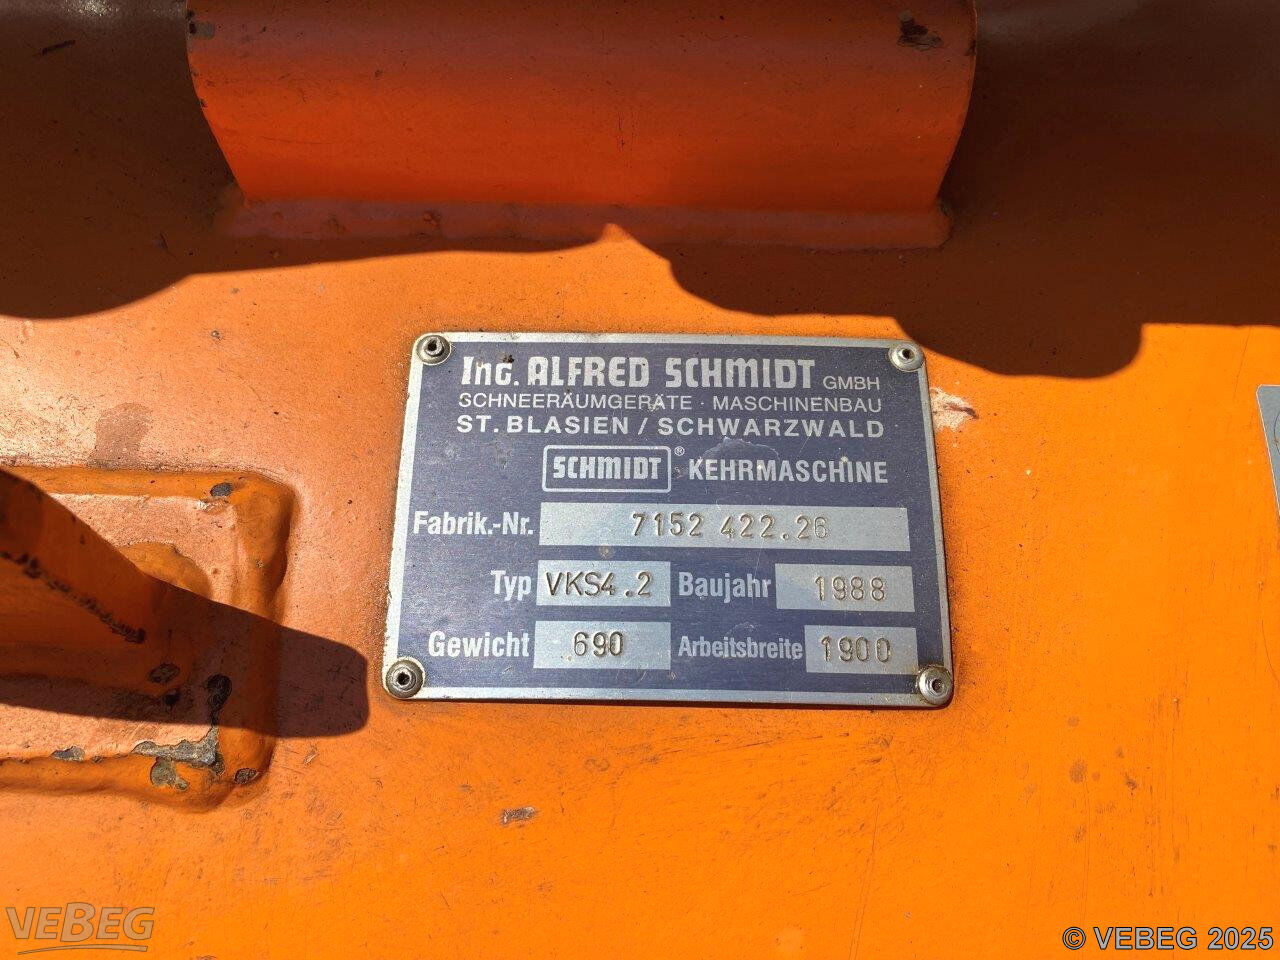 Ing. ALFRED SCHMIDT GMBH
SCHNEERÄUMGERÄTE · MASCHINENBAU
ST. BLASIEN / SCHWARZWALD
SCHMIDT® KEHRMASCHINE
Fabrik.-Nr. 7152 422.26
Typ VKS4.2 Baujahr 1988
Gewicht 690 Arbeitsbreite 1900
VEBEG
© VEBEG 2025